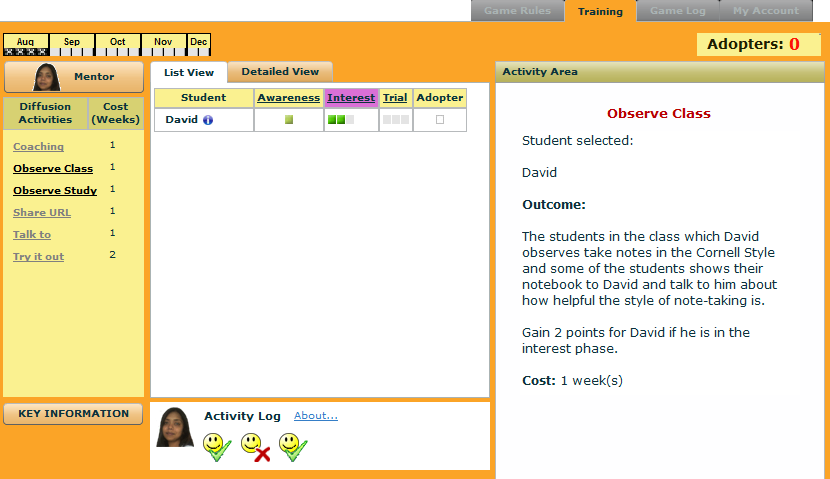 Game Rules Training Game Log My Account
Aug Sep Oct Nov Dec
Adopters: 0
Mentor
Diffusion Activities Cost (Weeks)
Coaching 1
Observe Class 1
Observe Study 1
Share URL 1
Talk to 1
Try it out 2
KEY INFORMATION
List View Detailed View
Student Awareness Interest Trial Adopter
David
Activity Log About...
Activity Area
Observe Class
Student selected:
David
Outcome:
The students in the class which David
observes take notes in the Cornell Style
and some of the students shows their
notebook to David and talk to him about
how helpful the style of note-taking is.
Gain 2 points for David if he is in the
interest phase.
Cost: 1 week(s)